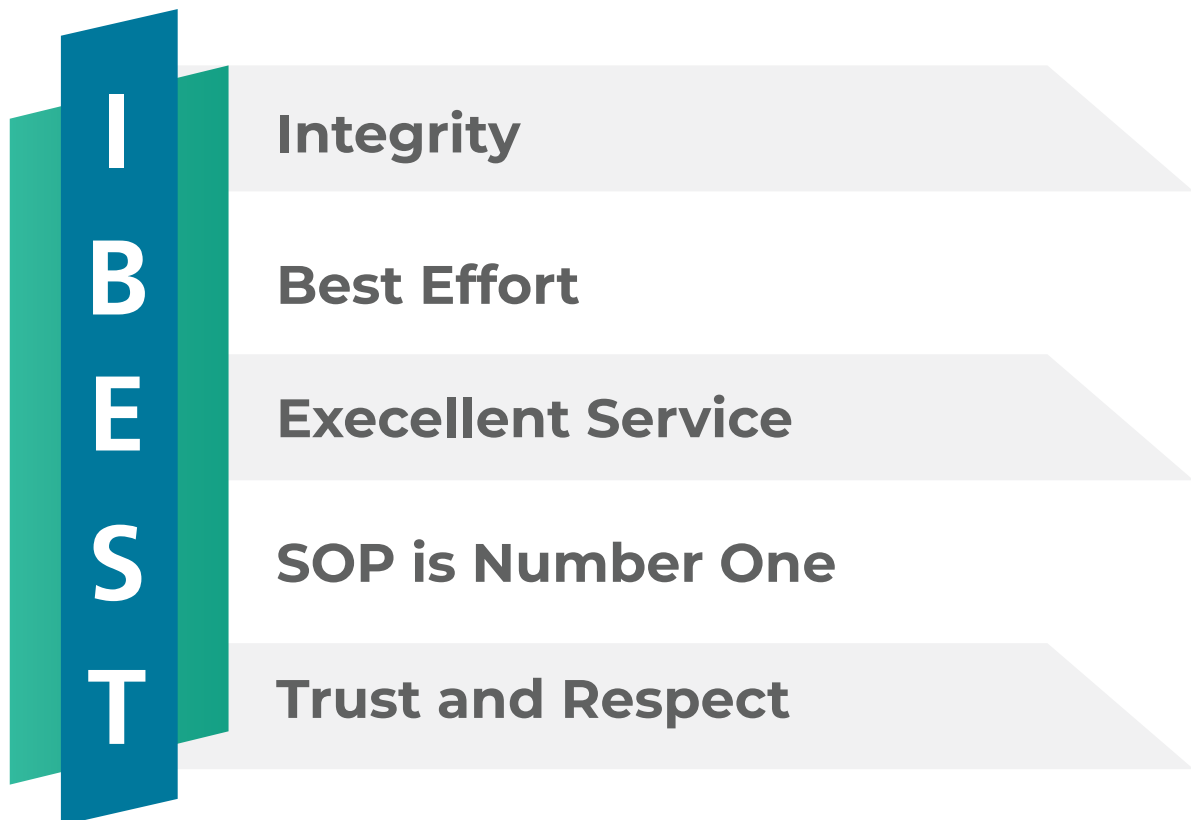 I Integrity
B Best Effort
E Execellent Service
S SOP is Number One
T Trust and Respect